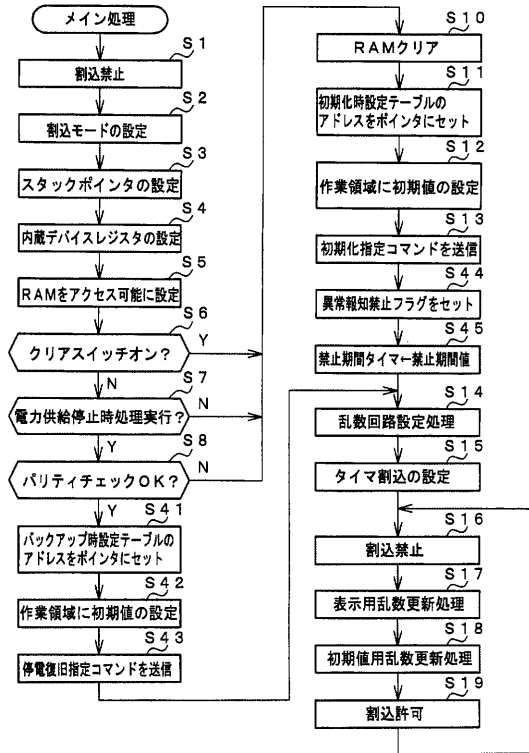 メイン処理
S1
割込禁止
S2
割込モードの設定
S3
スタックポインタの設定
S4
内蔵デバイスレジスタの設定
S5
RAMをアクセス可能に設定
S6
クリアスイッチオン?
Y
N
S7
電力供給停止時処理実行?
N
Y
S8
パリティチェックOK?
N
Y
S41
バックアップ時設定テーブルの
アドレスをポインタにセット
S42
作業領域に初期値の設定
S43
停電復旧指定コマンドを送信
S10
RAMクリア
S11
初期化時設定テーブルの
アドレスをポインタにセット
S12
作業領域に初期値の設定
S13
初期化指定コマンドを送信
S44
異常報知禁止フラグをセット
S45
禁止期間タイマ←禁止期間値
S14
乱数回路設定処理
S15
タイマ割込の設定
S16
割込禁止
S17
表示用乱数更新処理
S18
初期値用乱数更新処理
S19
割込許可